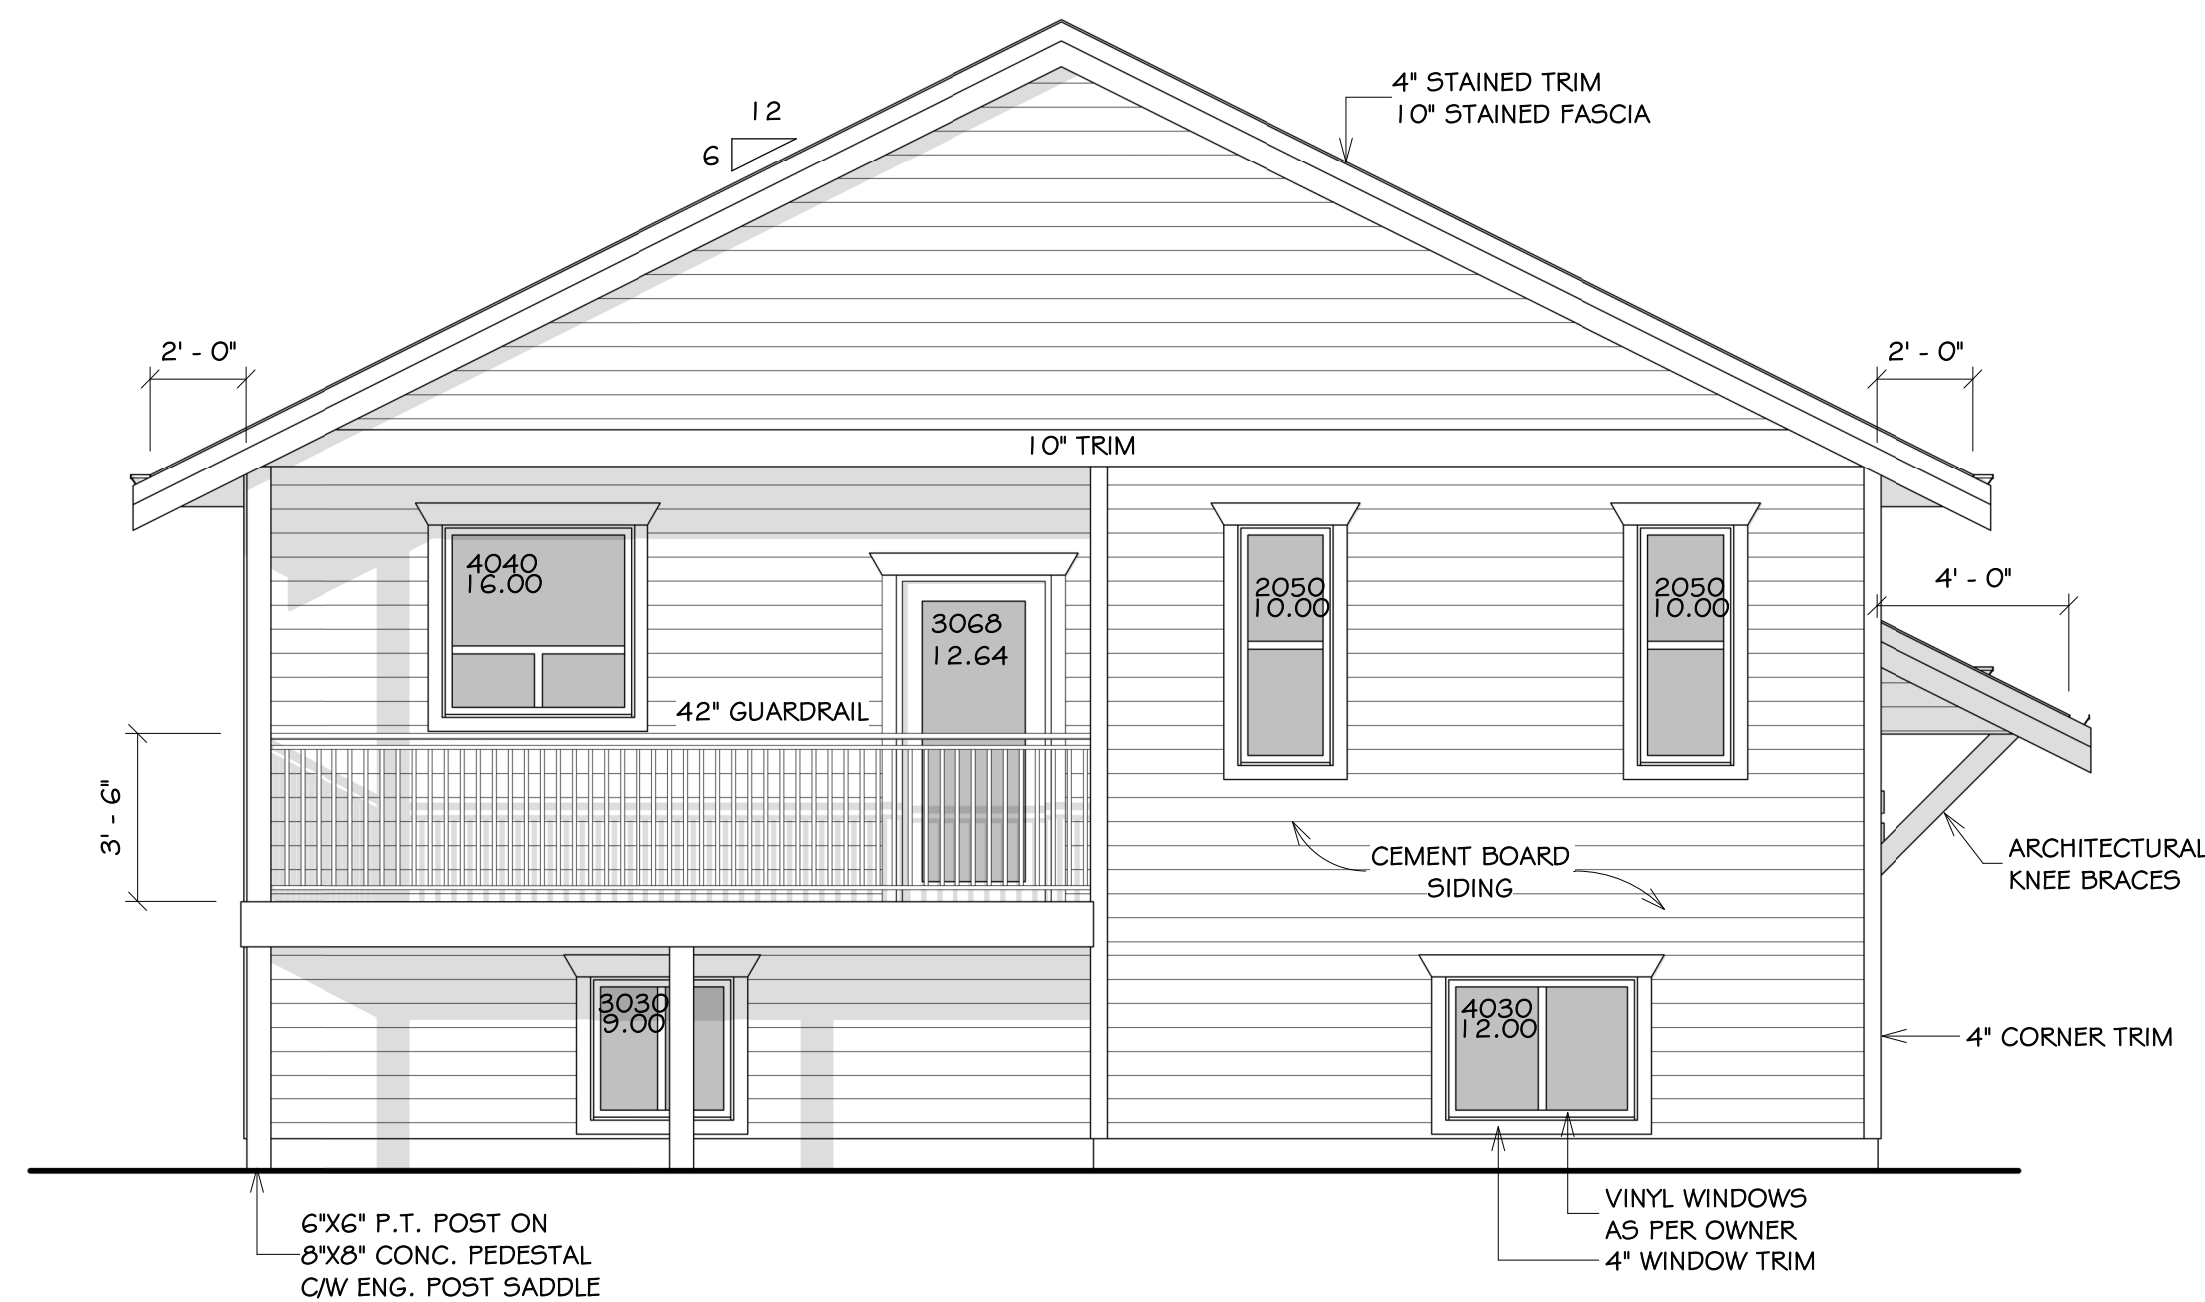 4" STAINED TRIM
10" STAINED FASCIA
12
6
2' - 0"
2' - 0"
10" TRIM
4040
16.00
2050
10.00
2050
10.00
4' - 0"
3068
12.64
42" GUARDRAIL
3' - 6"
CEMENT BOARD
SIDING
ARCHITECTURAL
KNEE BRACES
3030
9.00
4030
12.00
4" CORNER TRIM
6"X6" P.T. POST ON
8"X8" CONC. PEDESTAL
C/W ENG. POST SADDLE
VINYL WINDOWS
AS PER OWNER
4" WINDOW TRIM